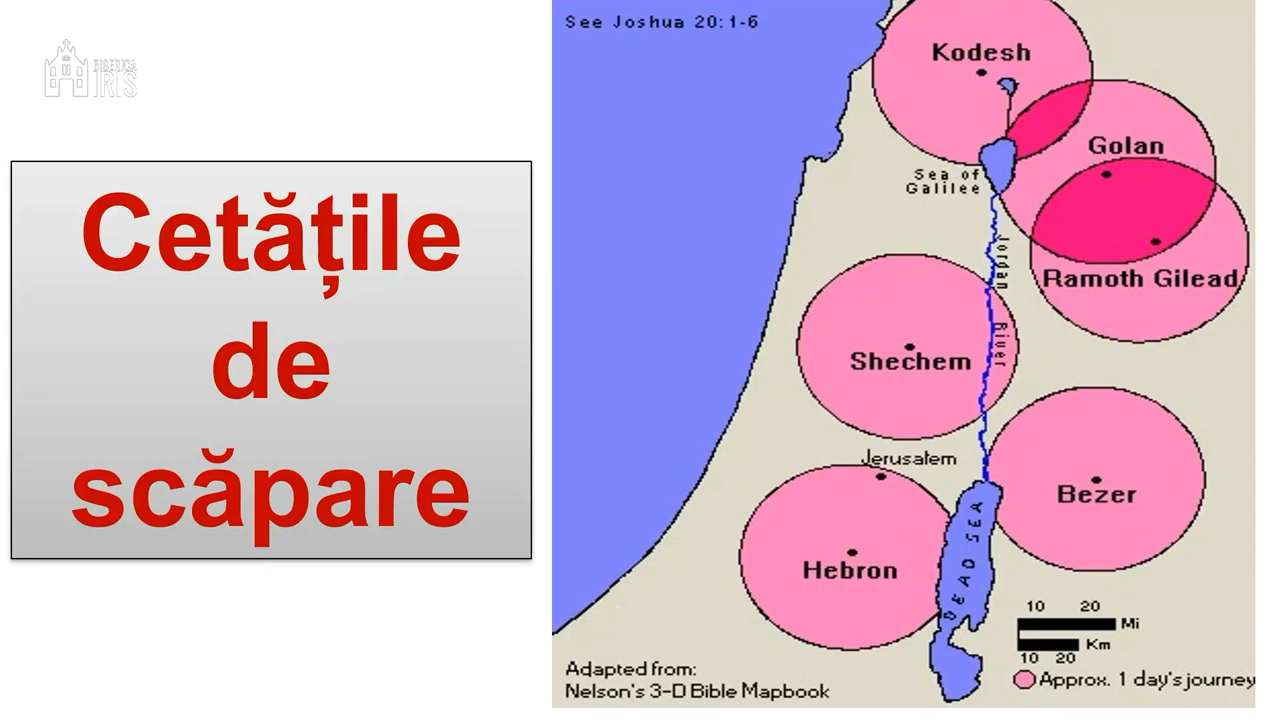 BISERICA
IRIS
Cetățile
de
scăpare
See Joshua 20:1-6
Kodesh
Golan
Sea of
Galilee
Jordan
River
Ramoth Gilead
Shechem
Jerusalem
Bezer
Hebron
DEAD SEA
10 20
Mi
Km
10 20
Approx. 1 day's journey
Adapted from:
Nelson's 3-D Bible Mapbook